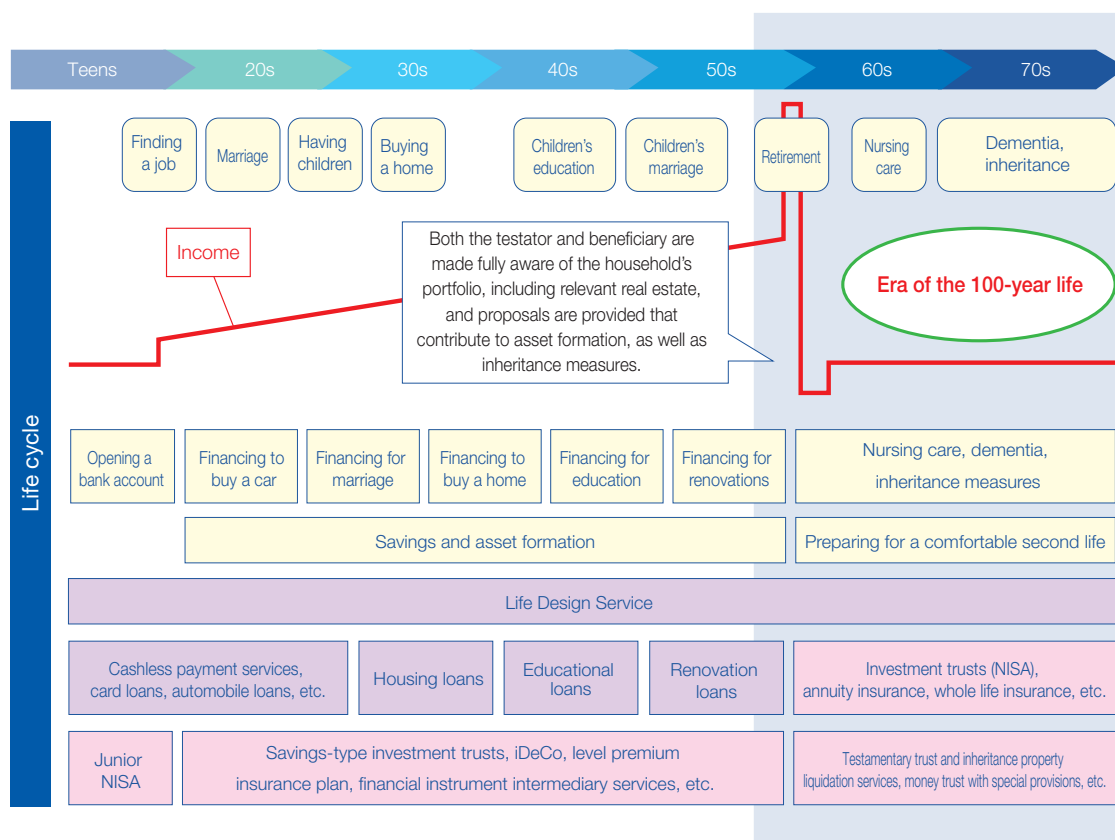 Teens
20s
30s
40s
50s
60s
70s
Finding
a job
Marriage
Having
children
Buying
a home
Children’s
education
Children’s
marriage
Retirement
Nursing
care
Dementia,
inheritance
Income
Both the testator and beneficiary are
made fully aware of the household’s
portfolio, including relevant real estate,
and proposals are provided that
contribute to asset formation, as well as
inheritance measures.
Era of the 100-year life
Life cycle
Opening a
bank account
Financing to
buy a car
Financing for
marriage
Financing to
buy a home
Financing for
education
Financing for
renovations
Nursing care, dementia,
inheritance measures
Savings and asset formation
Preparing for a comfortable second life
Life Design Service
Cashless payment services,
card loans, automobile loans, etc.
Housing loans
Educational
loans
Renovation
loans
Investment trusts (NISA),
annuity insurance, whole life insurance, etc.
Junior
NISA
Savings-type investment trusts, iDeCo, level premium
insurance plan, financial instrument intermediary services, etc.
Testamentary trust and inheritance property
liquidation services, money trust with special provisions, etc.